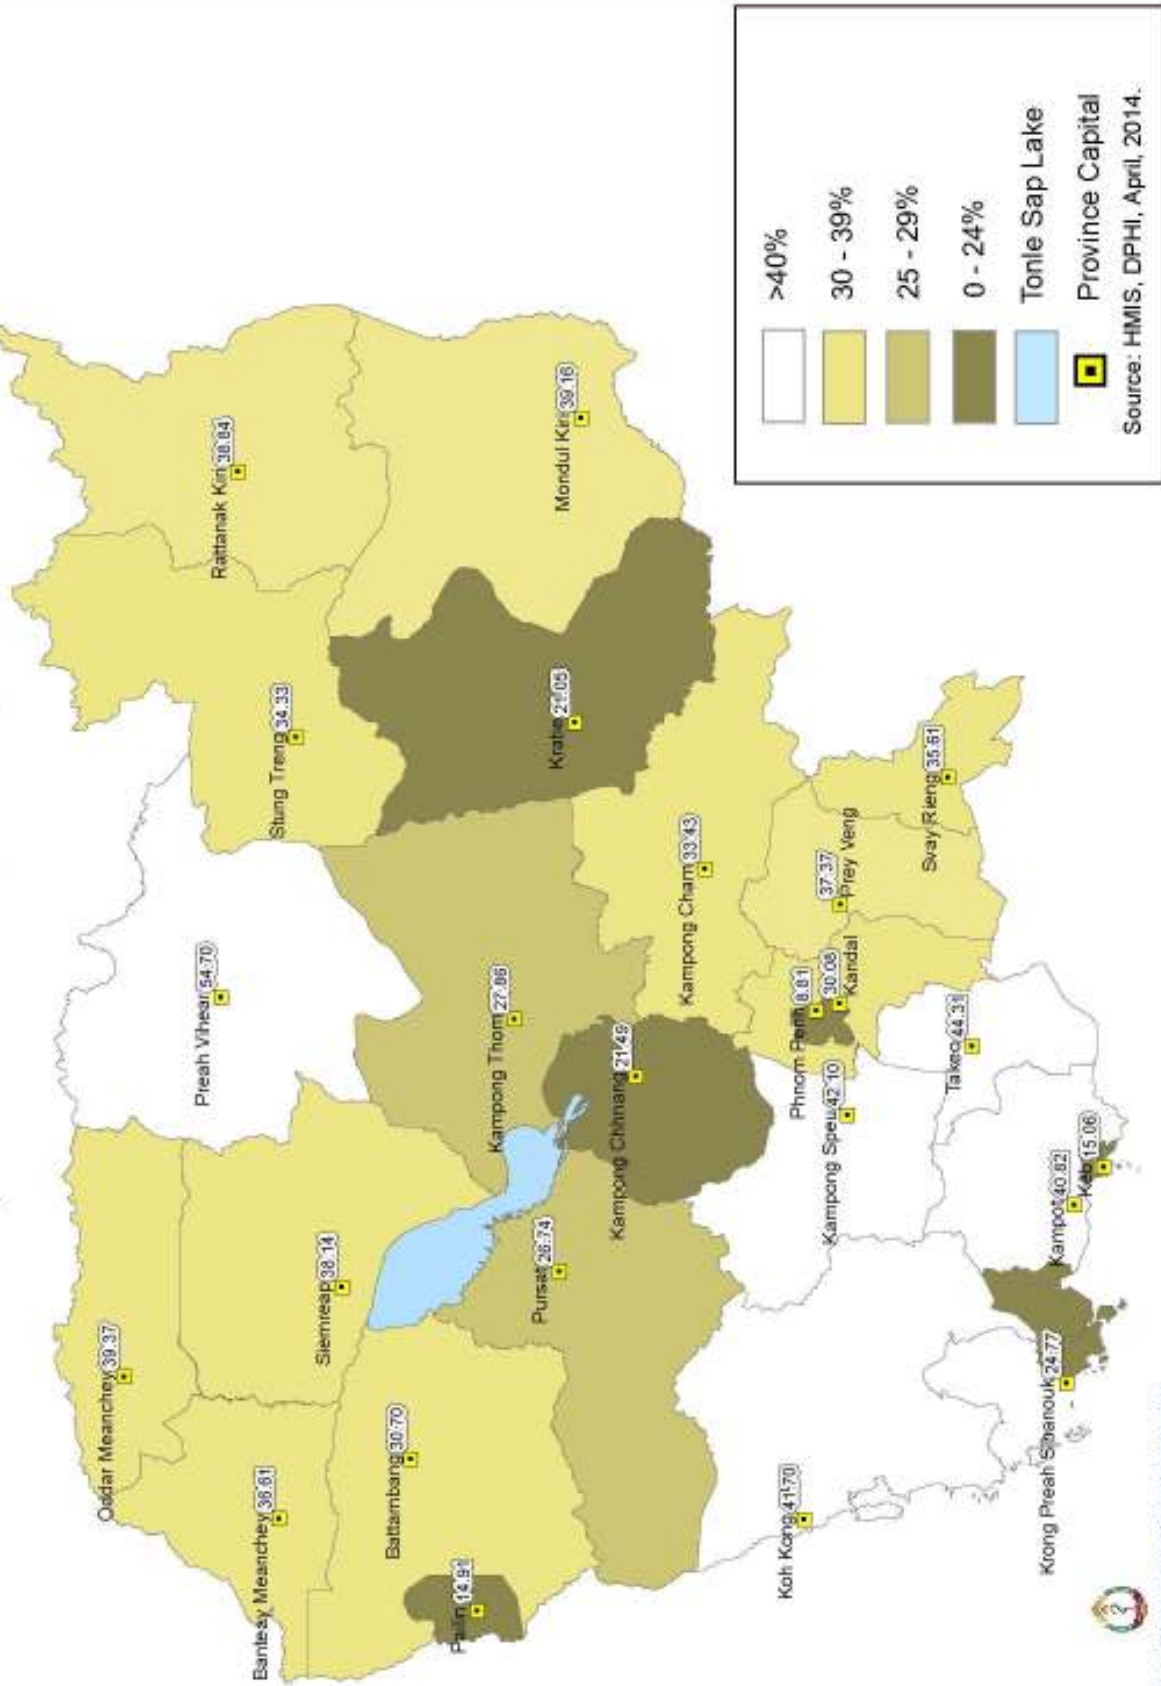 Oddar Meanchey 39.37
Banteay Meanchey 36.61
Siemreap 38.14
Preah Vihear 54.70
Stung Treng 34.33
Rattanak Kiri 38.84
Mondul Kiri 39.16
Battambang 30.70
Pailin 14.91
Pursat 26.74
Kampong Thom 27.86
Kampong Chhnang 21.49
Kratie 21.05
Kampong Cham 33.43
Koh Kong 41.70
Kampong Speu 42.10
Phnom Penh 8.81
30.08
Kandal
37.37
Prey Veng
Svay Rieng 35.61
Takeo 44.31
Kampot 40.82
Keb 15.06
Krong Preah Sihanouk 24.77
>40%
30 - 39%
25 - 29%
0 - 24%
Tonle Sap Lake
Province Capital
Source: HMIS, DPHI, April, 2014.